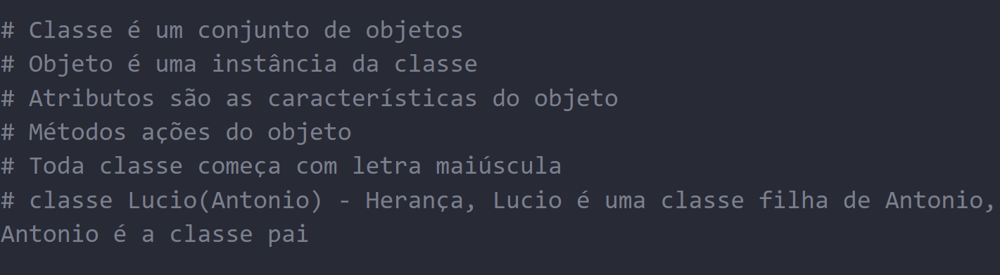 # Classe é um conjunto de objetos
# Objeto é uma instância da classe
# Atributos são as características do objeto
# Métodos ações do objeto
# Toda classe começa com letra maiúscula
# classe Lucio(Antonio) - Herança, Lucio é uma classe filha de Antonio,
Antonio é a classe pai